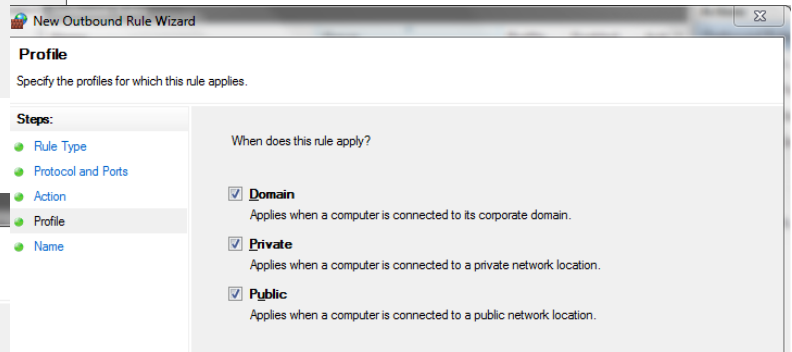 New Outbound Rule Wizard
Profile
Specify the profiles for which this rule applies.
Steps:
Rule Type
Protocol and Ports
Action
Profile
Name
When does this rule apply?
Domain
Applies when a computer is connected to its corporate domain.
Private
Applies when a computer is connected to a private network location.
Public
Applies when a computer is connected to a public network location.